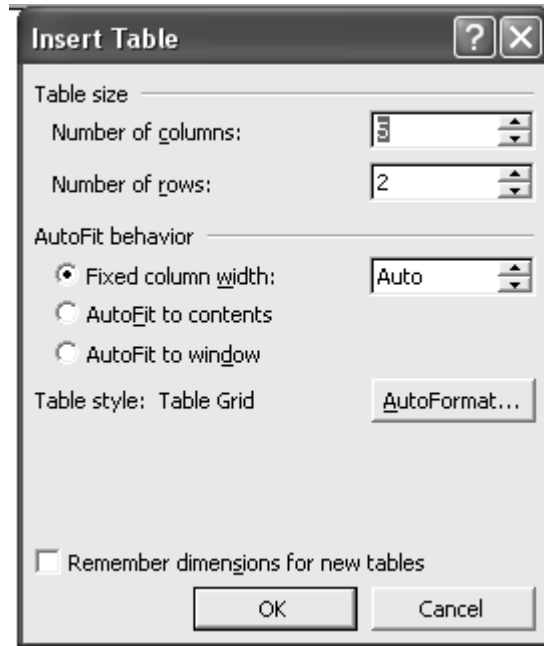 Insert Table
Table size
Number of columns: 5
Number of rows: 2
AutoFit behavior
Fixed column width: Auto
AutoFit to contents
AutoFit to window
Table style: Table Grid AutoFormat...
Remember dimensions for new tables
OK Cancel